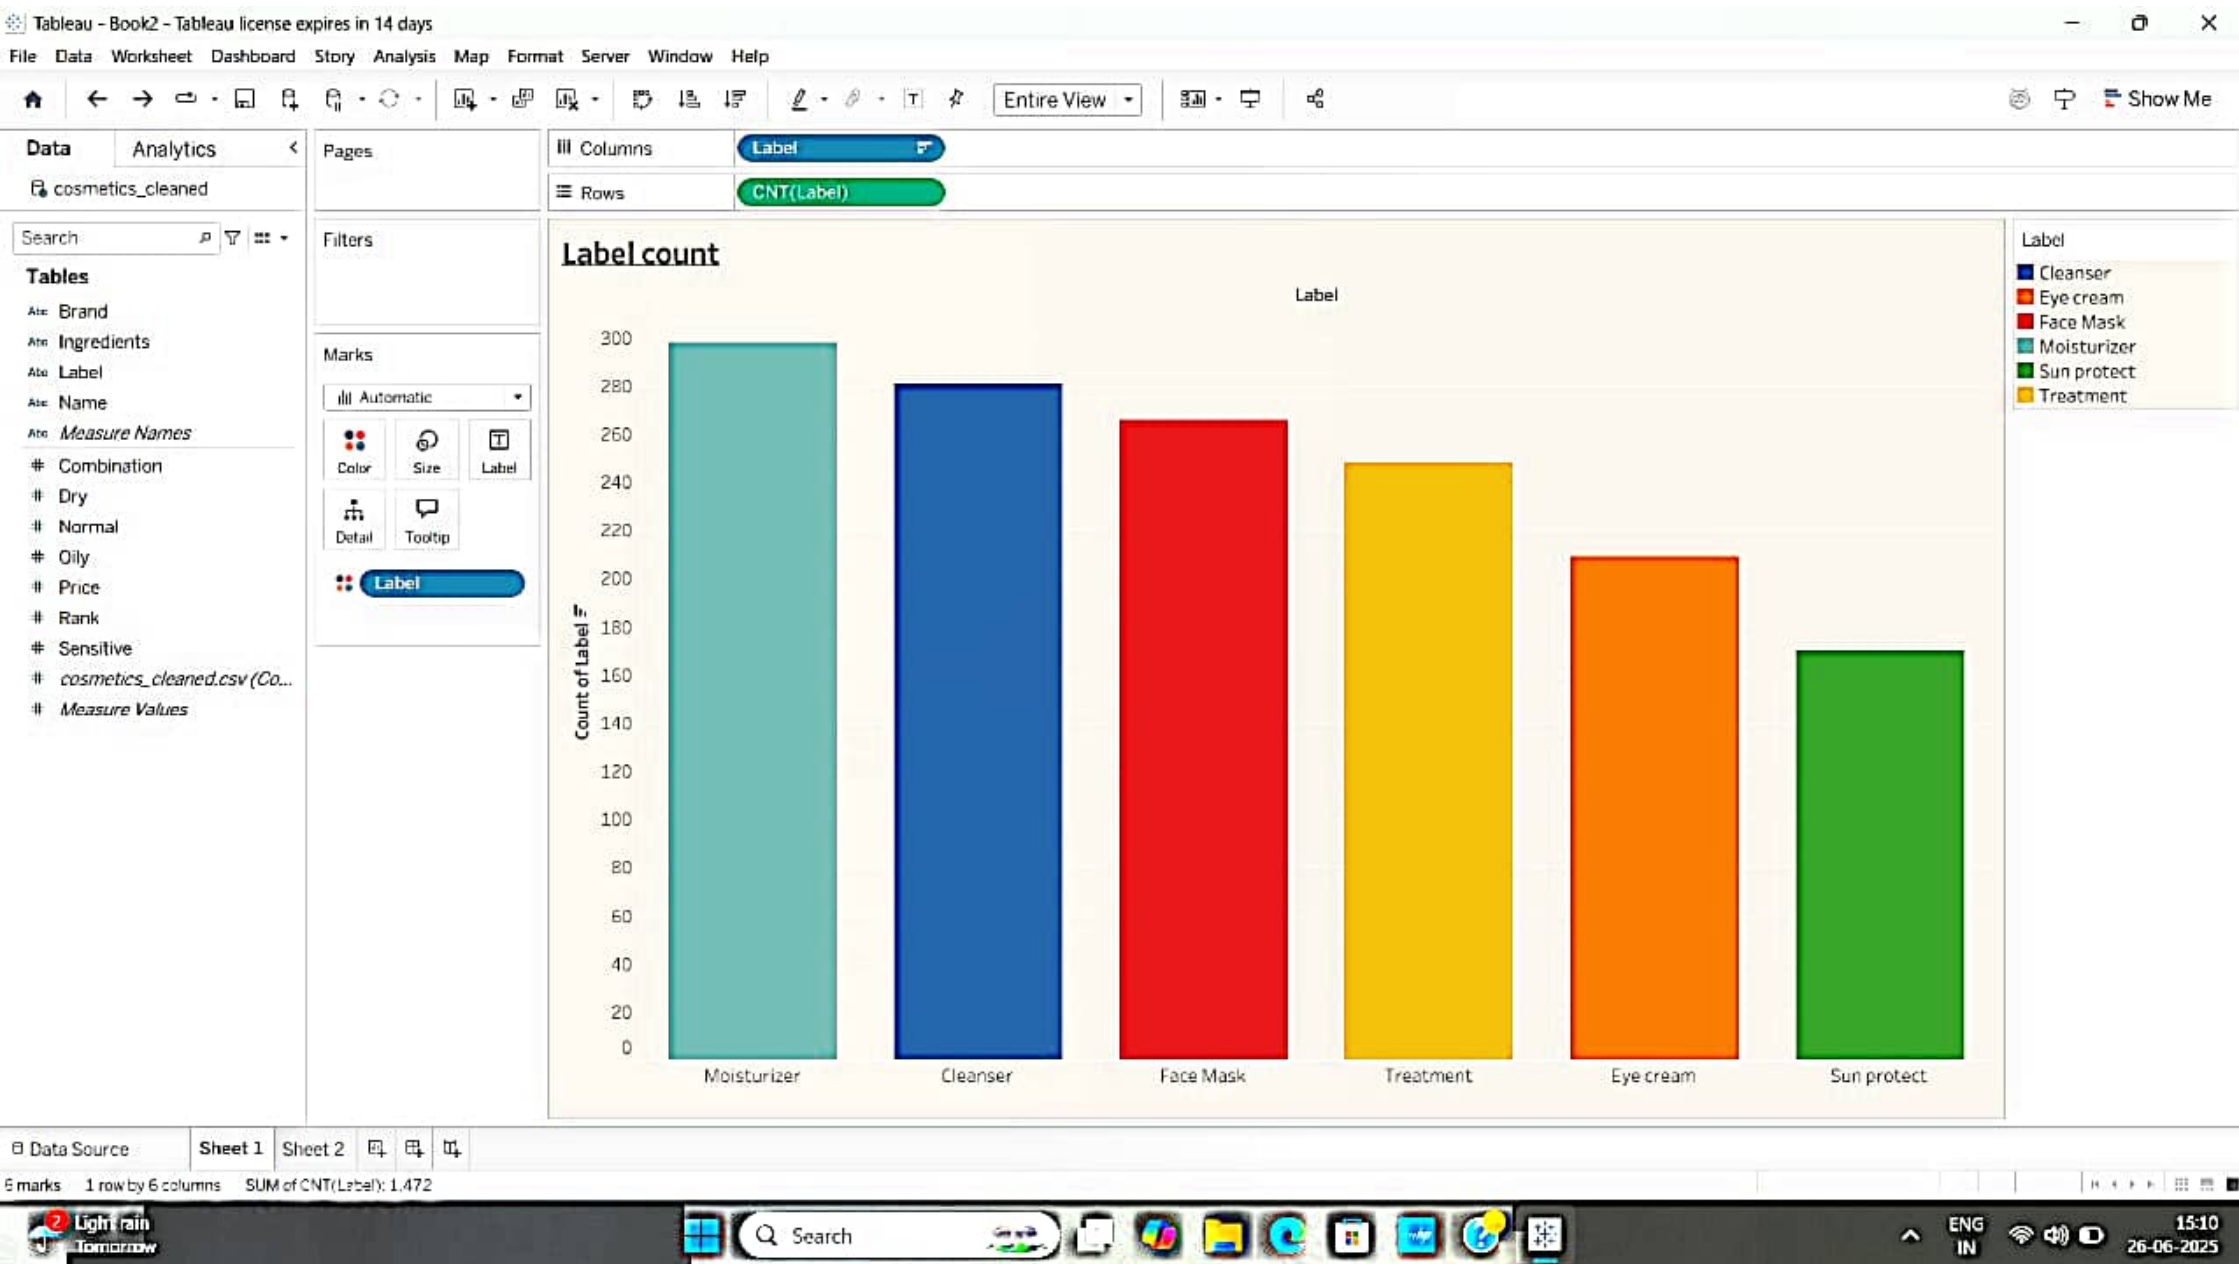 Tableau - Book2 - Tableau license expires in 14 days
File Data Worksheet Dashboard Story Analysis Map Format Server Window Help
Entire View
Show Me
Data Analytics
cosmetics_cleaned
Search
Tables
Abc Brand
Abc Ingredients
Abc Label
Abc Name
Abc Measure Names
# Combination
# Dry
# Normal
# Oily
# Price
# Rank
# Sensitive
# cosmetics_cleaned.csv (Co...
# Measure Values
Pages
Filters
Marks
Automatic
Color Size Label
Detail Tooltip
Label
Columns Label
Rows CNT(Label)
Label count
Label
Count of Label
300
280
260
240
220
200
180
160
140
120
100
80
60
40
20
0
Moisturizer Cleanser Face Mask Treatment Eye cream Sun protect
Label
Cleanser
Eye cream
Face Mask
Moisturizer
Sun protect
Treatment
Data Source Sheet 1 Sheet 2
6 marks 1 row by 6 columns SUM of CNT(Label): 1,472
2
Light rain
Tomorrow
Search
ENG
IN
15:10
26-06-2025